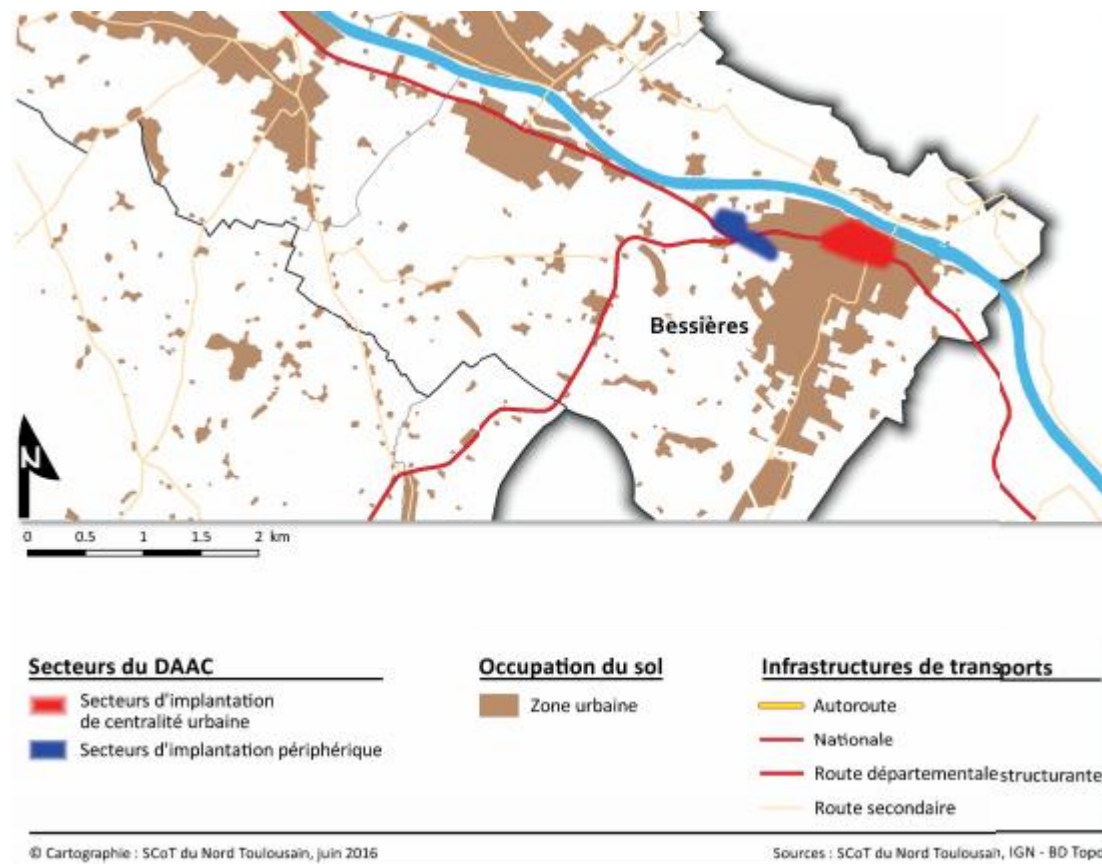 Bessières
N
0 0.5 1 1.5 2 km
Secteurs du DAAC
Secteurs d'implantation
de centralité urbaine
Secteurs d'implantation périphérique
Occupation du sol
Zone urbaine
Infrastructures de transports
Autoroute
Nationale
Route départementale structurante
Route secondaire
© Cartographie : SCoT du Nord Toulousain, juin 2016
Sources : SCoT du Nord Toulousain, IGN - BD Topo